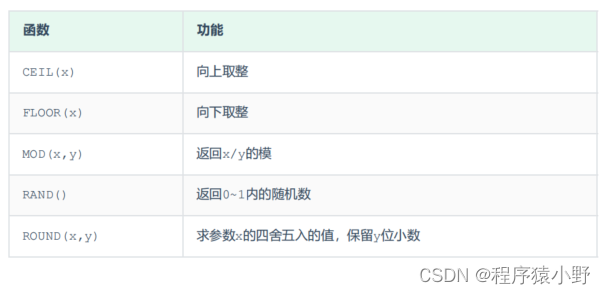 函数 功能
CEIL(x) 向上取整
FLOOR(x) 向下取整
MOD(x,y) 返回x/y的模
RAND() 返回0~1内的随机数
ROUND(x,y) 求参数x的四舍五入的值，保留y位小数
CSDN @程序猿小野